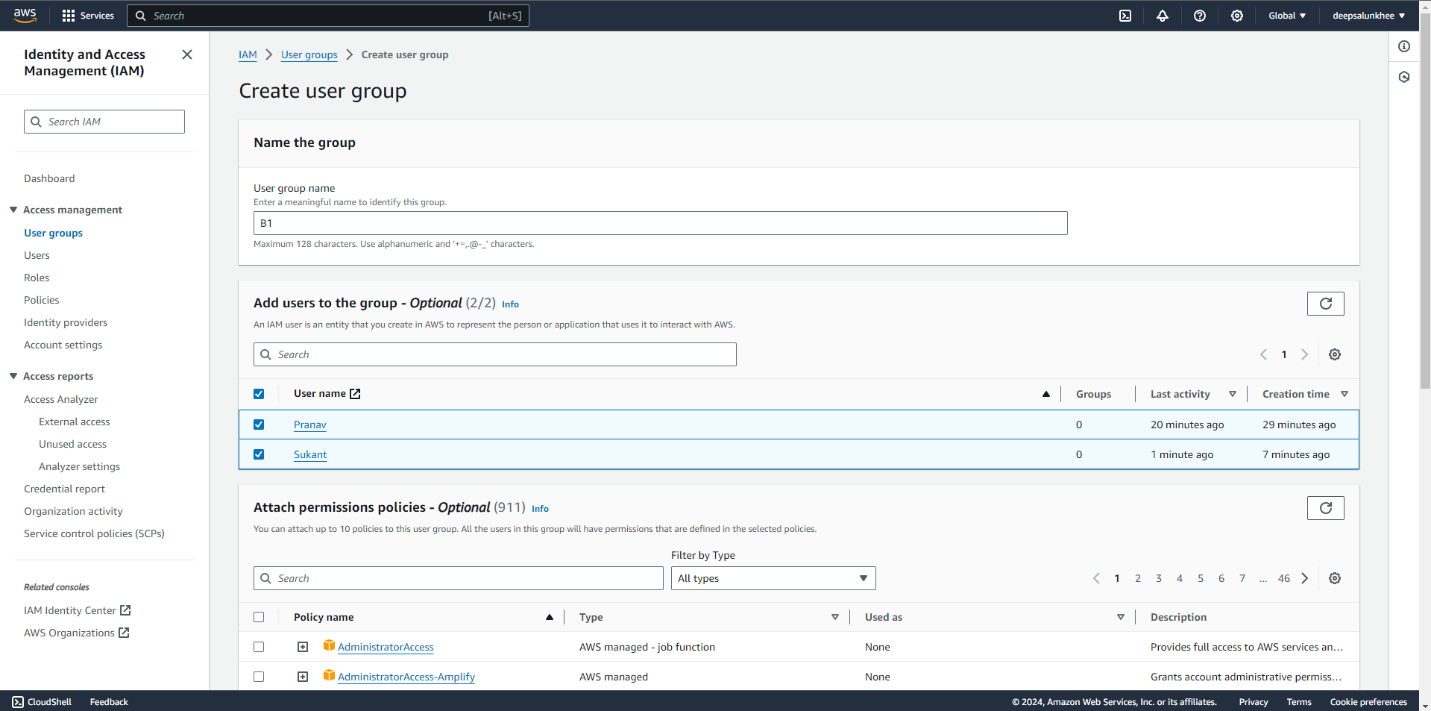 aws
Services
Search
[Alt+S]
Global ▼
deepsalunkhee ▼
Identity and Access
Management (IAM)
Search IAM
Dashboard
Access management
User groups
Users
Roles
Policies
Identity providers
Account settings
Access reports
Access Analyzer
External access
Unused access
Analyzer settings
Credential report
Organization activity
Service control policies (SCPs)
Related consoles
IAM Identity Center
AWS Organizations
IAM > User groups > Create user group
Create user group
Name the group
User group name
Enter a meaningful name to identify this group.
B1
Maximum 128 characters. Use alphanumeric and '+=,.@-_' characters.
Add users to the group - Optional (2/2) Info
An IAM user is an entity that you create in AWS to represent the person or application that uses it to interact with AWS.
Search
1
User name Groups Last activity Creation time
Pranav 0 20 minutes ago 29 minutes ago
Sukant 0 1 minute ago 7 minutes ago
Attach permissions policies - Optional (911) Info
You can attach up to 10 policies to this user group. All the users in this group will have permissions that are defined in the selected policies.
Filter by Type
Search
All types
1 2 3 4 5 6 7 ... 46
Policy name Type Used as Description
AdministratorAccess AWS managed - job function None Provides full access to AWS services an...
AdministratorAccess-Amplify AWS managed None Grants account administrative permiss...
CloudShell Feedback © 2024, Amazon Web Services, Inc. or its affiliates. Privacy Terms Cookie preferences